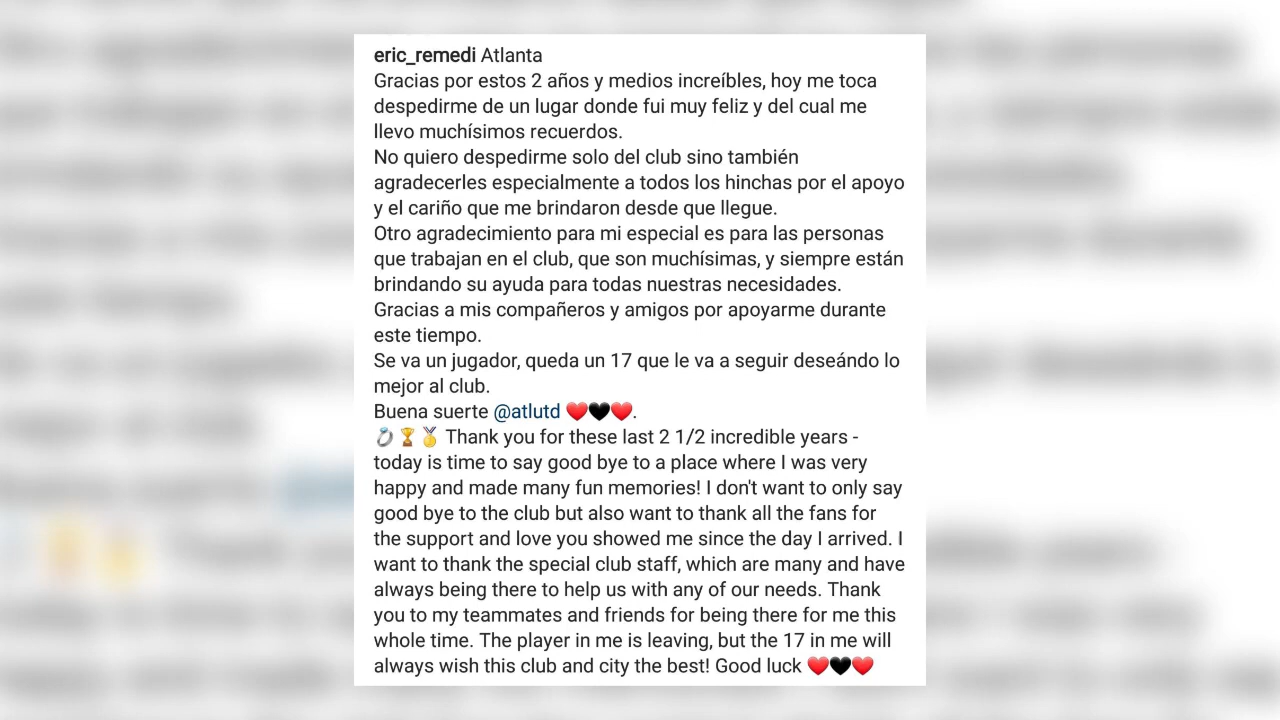 eric_remedi Atlanta
Gracias por estos 2 años y medios increíbles, hoy me toca
despedirme de un lugar donde fui muy feliz y del cual me
llevo muchísimos recuerdos.
No quiero despedirme solo del club sino también
agradecerles especialmente a todos los hinchas por el apoyo
y el cariño que me brindaron desde que llegue.
Otro agradecimiento para mi especial es para las personas
que trabajan en el club, que son muchísimas, y siempre están
brindando su ayuda para todas nuestras necesidades.
Gracias a mis compañeros y amigos por apoyarme durante
este tiempo.
Se va un jugador, queda un 17 que le va a seguir deseándo lo
mejor al club.
Buena suerte @atlutd ❤️🖤❤️.
💍🏆🏅 Thank you for these last 2 1/2 incredible years -
today is time to say good bye to a place where I was very
happy and made many fun memories! I don't want to only say
good bye to the club but also want to thank all the fans for
the support and love you showed me since the day I arrived. I
want to thank the special club staff, which are many and have
always being there to help us with any of our needs. Thank
you to my teammates and friends for being there for me this
whole time. The player in me is leaving, but the 17 in me will
always wish this club and city the best! Good luck ❤️🖤❤️